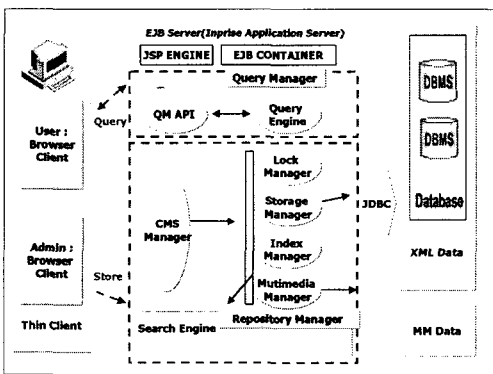 EJB Server(Inprise Application Server)
JSP ENGINE
EJB CONTAINER
Query Manager
QM API
Query Engine
Query
User :
Browser
Client
Admin :
Browser
Client
Store
Thin Client
CMS
Manager
Lock
Manager
Storage
Manager
Index
Manager
Mutimedia
Manager
Repository Manager
Search Engine
JDBC
DBMS
DBMS
Database
XML Data
MM Data